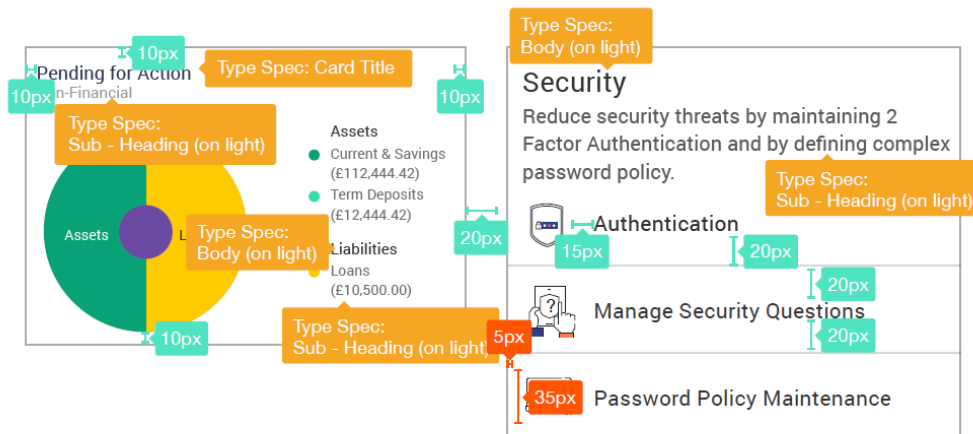 10px
Type Spec: Card Title
Pending for Action
n-Financial
10px
10px
Type Spec:
Sub - Heading (on light)
Assets
Current & Savings
(£112,444.42)
Term Deposits
(£12,444.42)
Liabilities
Loans
(£10,500.00)
Assets
L
Type Spec:
Body (on light)
Type Spec:
Sub - Heading (on light)
10px
20px
Type Spec:
Body (on light)
Security
Reduce security threats by maintaining 2
Factor Authentication and by defining complex
password policy.
Type Spec:
Sub - Heading (on light)
Authentication
15px
20px
20px
Manage Security Questions
20px
5px
35px
Password Policy Maintenance